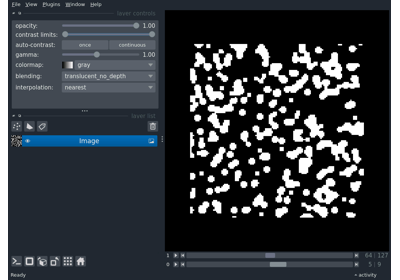 File View Plugins Window Help
layer controls
opacity: 1.00
contrast limits:
auto-contrast: once continuous
gamma: 1.00
colormap: gray
blending: translucent_no_depth
interpolation: nearest
layer list
Image
1 64 127
0 5 9
Ready activity